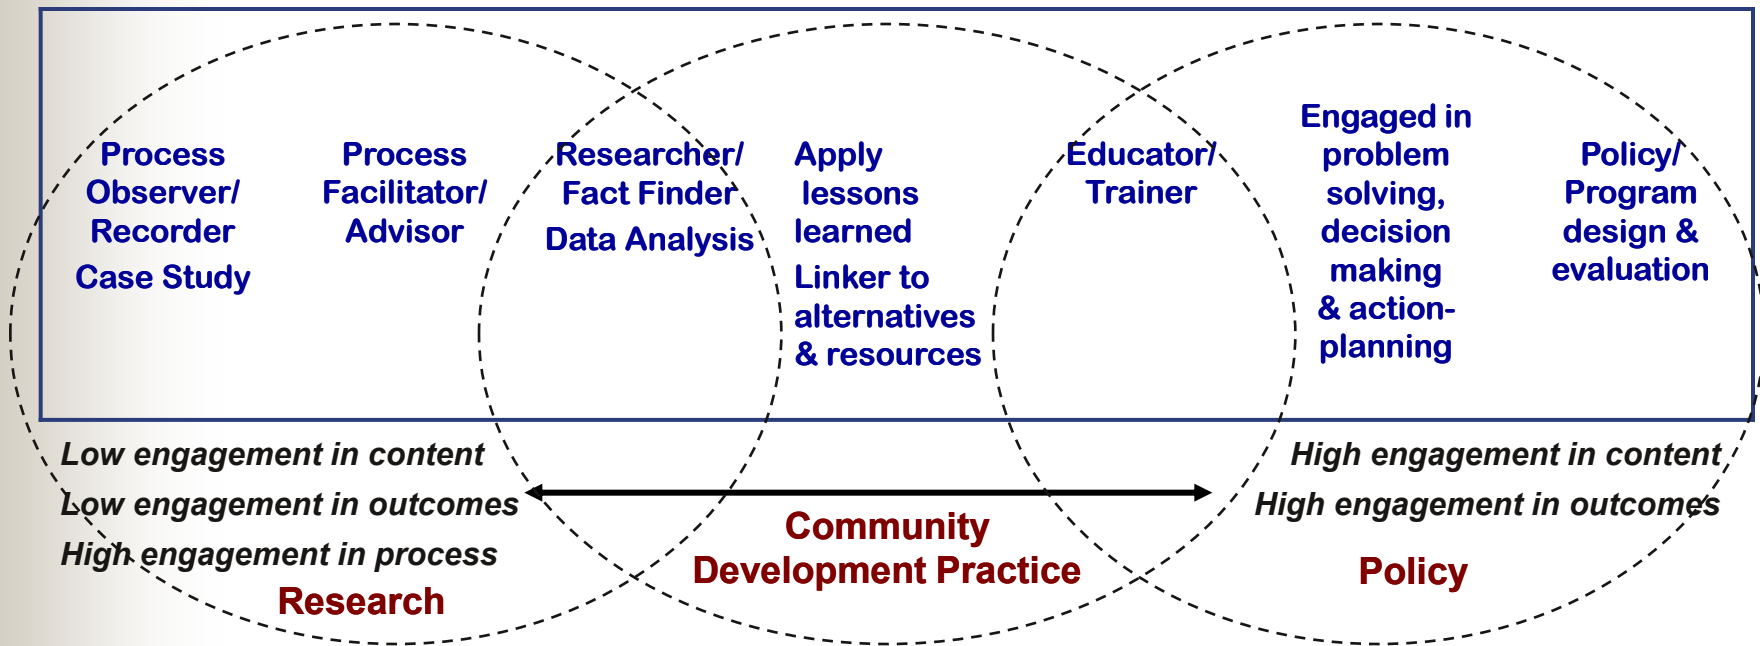 Process
Observer/
Recorder
Case Study
Process
Facilitator/
Advisor
Researcher/
Fact Finder
Data Analysis
Apply
lessons
learned
Linker to
alternatives
& resources
Educator/
Trainer
Engaged in
problem
solving,
decision
making
& action-
planning
Policy/
Program
design &
evaluation
Low engagement in content
Low engagement in outcomes
High engagement in process
Research
Community
Development Practice
High engagement in content
High engagement in outcomes
Policy